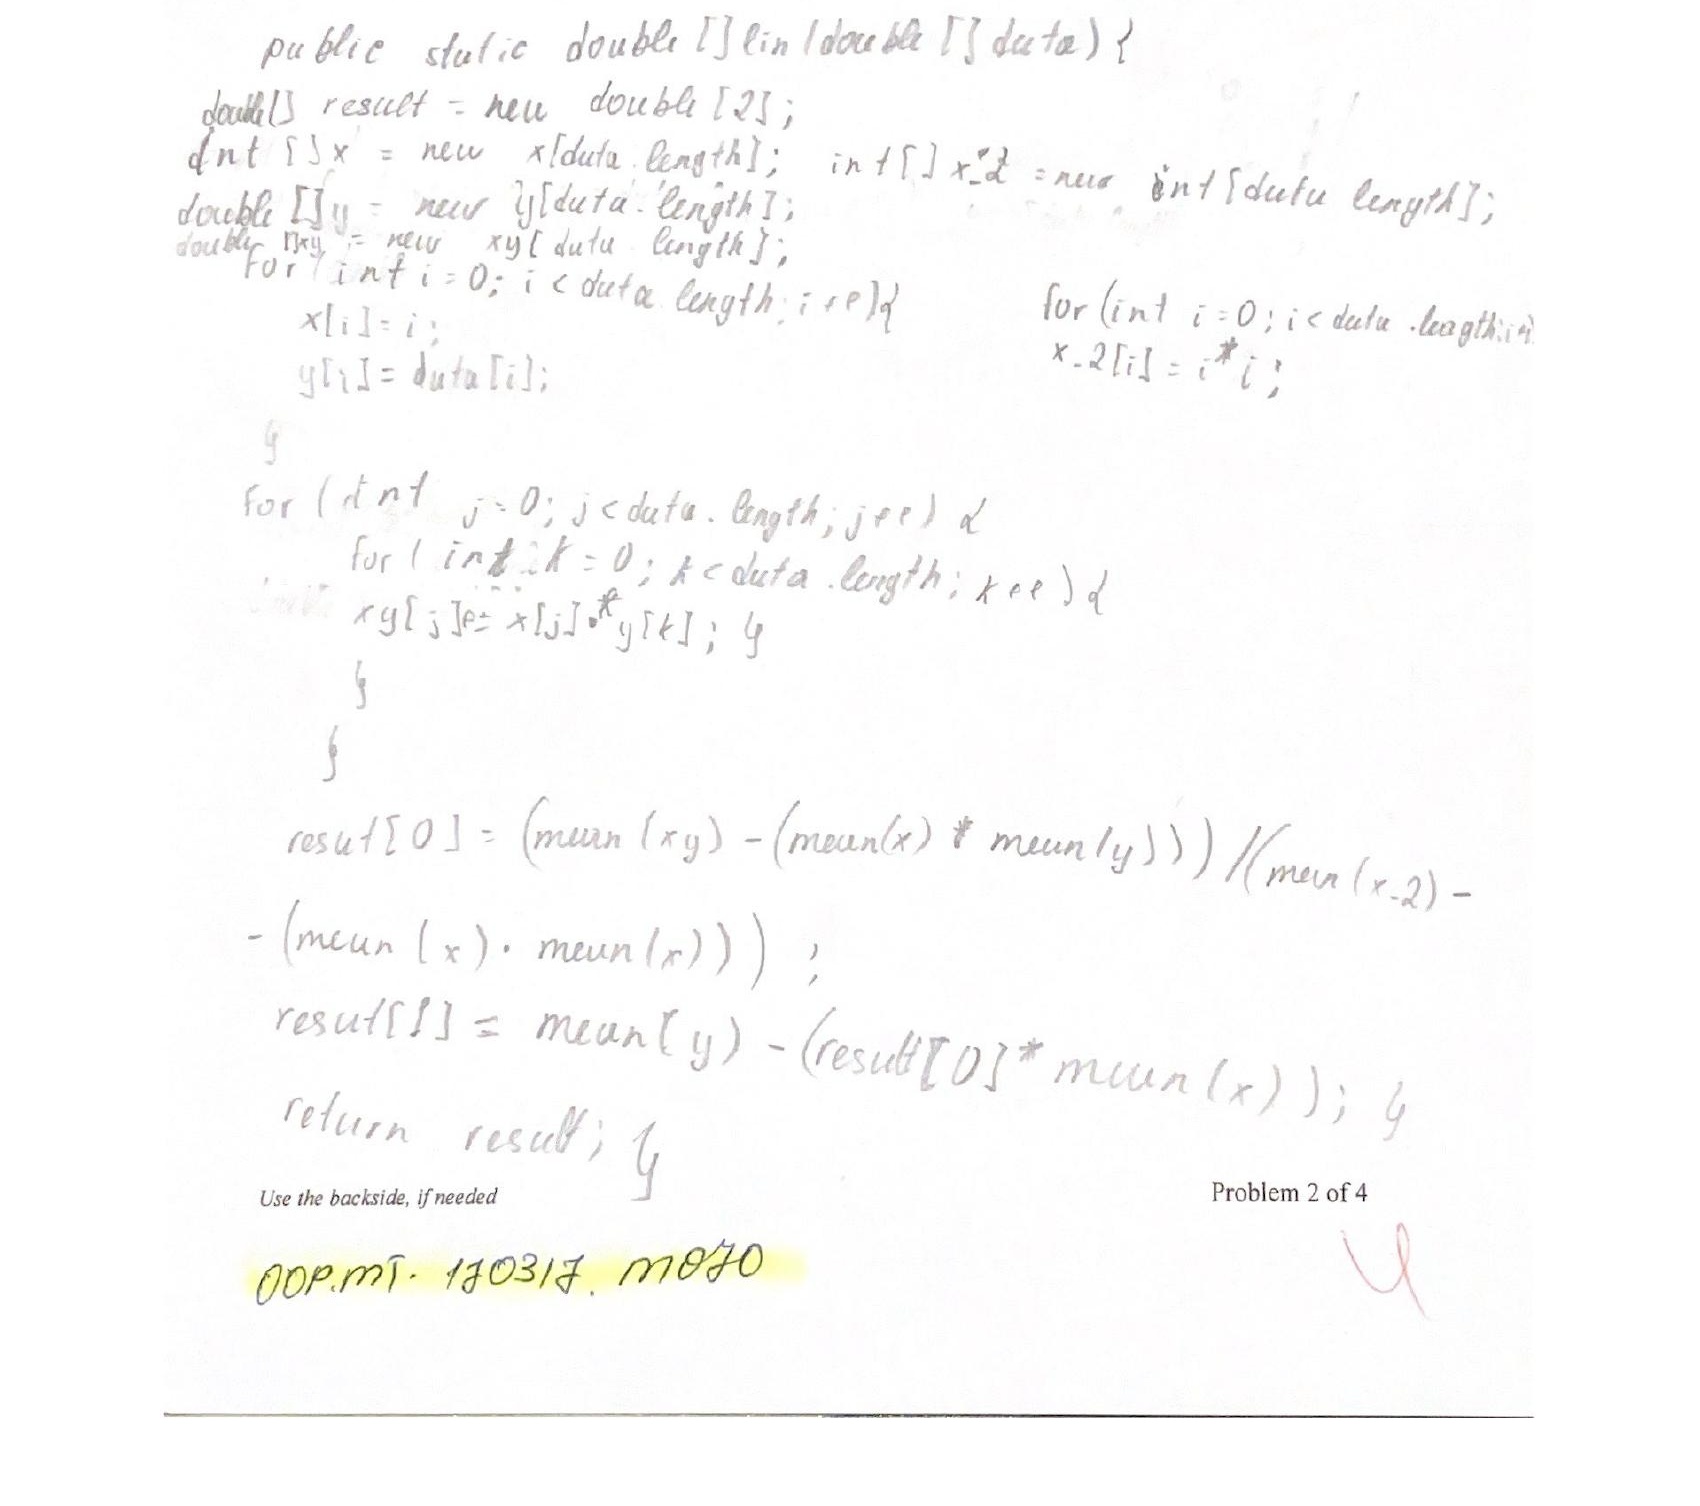 public static double [] lin (double [] data) {
double[] result = new double [2];
int [] x = new x[data.length]; int [] x_2 = new int [data length];
double [] y = new y[data.length];
double []xy = new xy[data length];
for (int i = 0; i < data length; i++) {
x[i] = i;
y[i] = data[i];
}
for (int i = 0; i < data .length; i+
x_2[i] = i * i;
for (int j = 0; j < data. length; j++) {
for (int k = 0; k < data .length; k++) {
xy[j] += x[j] * y[k]; }
}
}
resut[0] = (mean (xy) - (mean(x) * mean(y))) / (mean (x_2) -
- (mean (x) · mean(x))) ;
resut[1] = mean(y) - (result[0] * mean (x)); }
return result; }
Use the backside, if needed
Problem 2 of 4
OOP.MT. 170317. M070